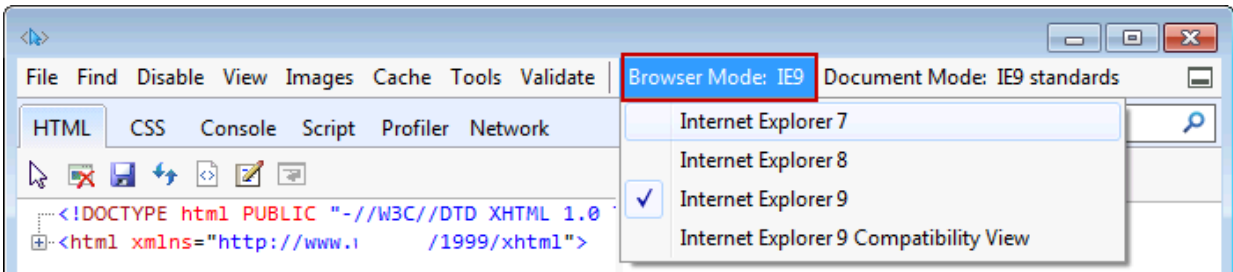 File Find Disable View Images Cache Tools Validate Browser Mode: IE9 Document Mode: IE9 standards
HTML CSS Console Script Profiler Network
Internet Explorer 7
Internet Explorer 8
Internet Explorer 9
Internet Explorer 9 Compatibility View
<!DOCTYPE html PUBLIC "-//W3C//DTD XHTML 1.0
<html xmlns="http://www. /1999/xhtml">